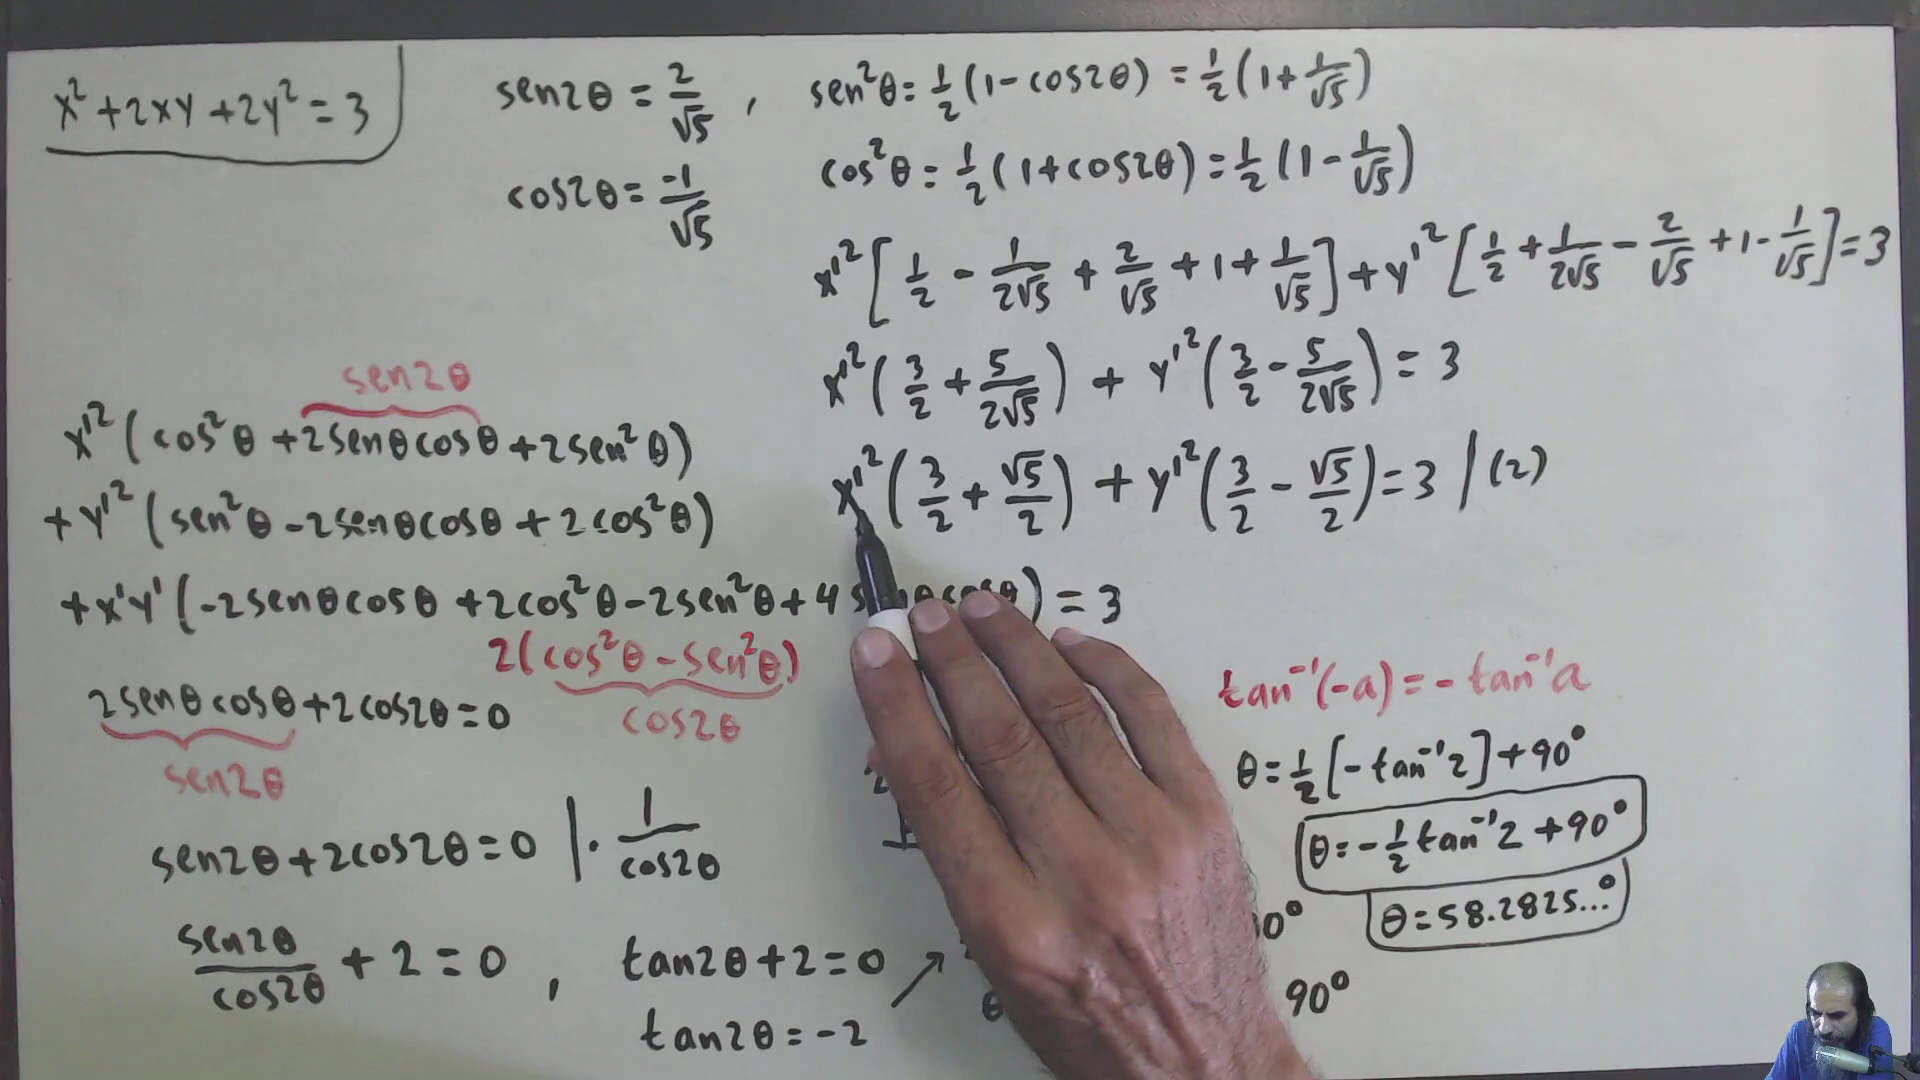 x²+2xy+2y²=3
sen2θ = 2/√5 ,
cos2θ = -1/√5
sen²θ = 1/2 (1-cos2θ) = 1/2 (1+1/√5)
cos²θ = 1/2 (1+cos2θ) = 1/2 (1-1/√5)
x'² [1/2 - 1/2√5 + 2/√5 + 1 + 1/√5] + y'² [1/2 + 1/2√5 - 2/√5 + 1 - 1/√5] = 3
x'² (3/2 + 5/2√5) + y'² (3/2 - 5/2√5) = 3
x'² (3/2 + √5/2) + y'² (3/2 - √5/2) = 3 / (2)
sen2θ
x'² (cos²θ + 2senθcosθ + 2sen²θ)
+ y'² (sen²θ - 2senθcosθ + 2cos²θ)
+ x'y' (-2senθcosθ + 2cos²θ - 2sen²θ + 4 ) = 3
2(cos²θ - sen²θ)
cos2θ
2senθcosθ + 2cos2θ = 0
sen2θ
sen2θ + 2cos2θ = 0 | · 1/cos2θ
sen2θ/cos2θ + 2 = 0 , tan2θ + 2 = 0 ↗
tan2θ = -2
tan⁻¹(-a) = - tan⁻¹a
θ = 1/2 [- tan⁻¹2] + 90°
θ = - 1/2 tan⁻¹2 + 90°
θ = 58.2825...°
0°
θ
90°